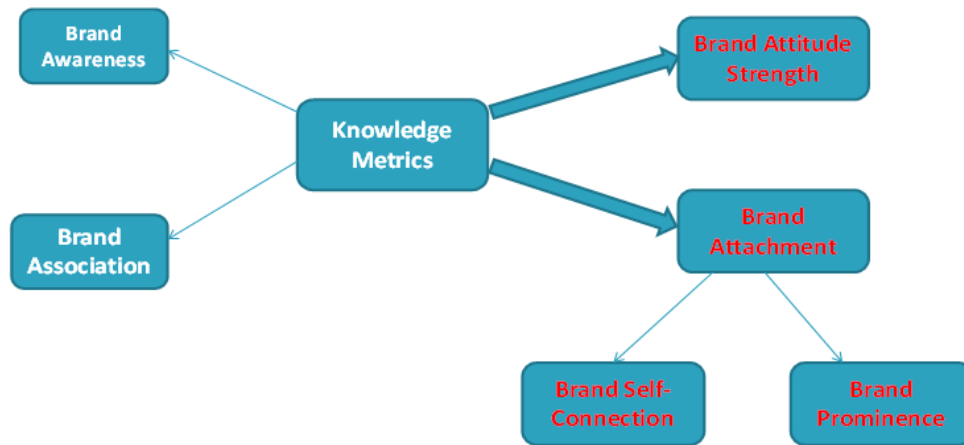 Brand
Awareness
Brand Attitude
Strength
Knowledge
Metrics
Brand
Association
Brand
Attachment
Brand Self-
Connection
Brand
Prominence